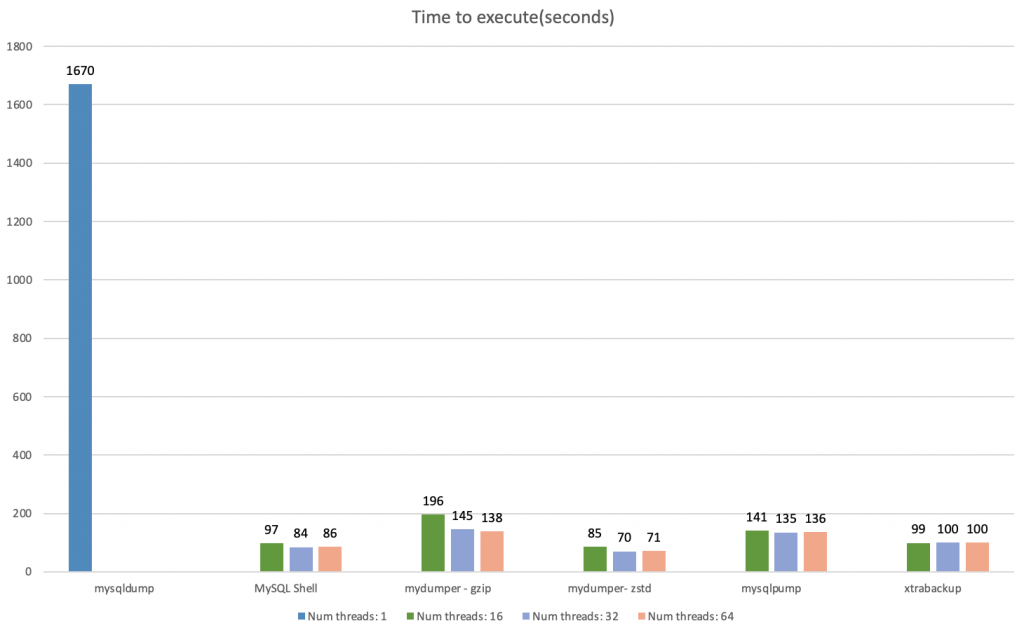 Time to execute(seconds)
1800
1600
1400
1200
1000
800
600
400
200
0
1670
97 84 86
196 145 138
85 70 71
141 135 136
99 100 100
mysqldump MySQL Shell mydumper - gzip mydumper- zstd mysqlpump xtrabackup
Num threads: 1 Num threads: 16 Num threads: 32 Num threads: 64